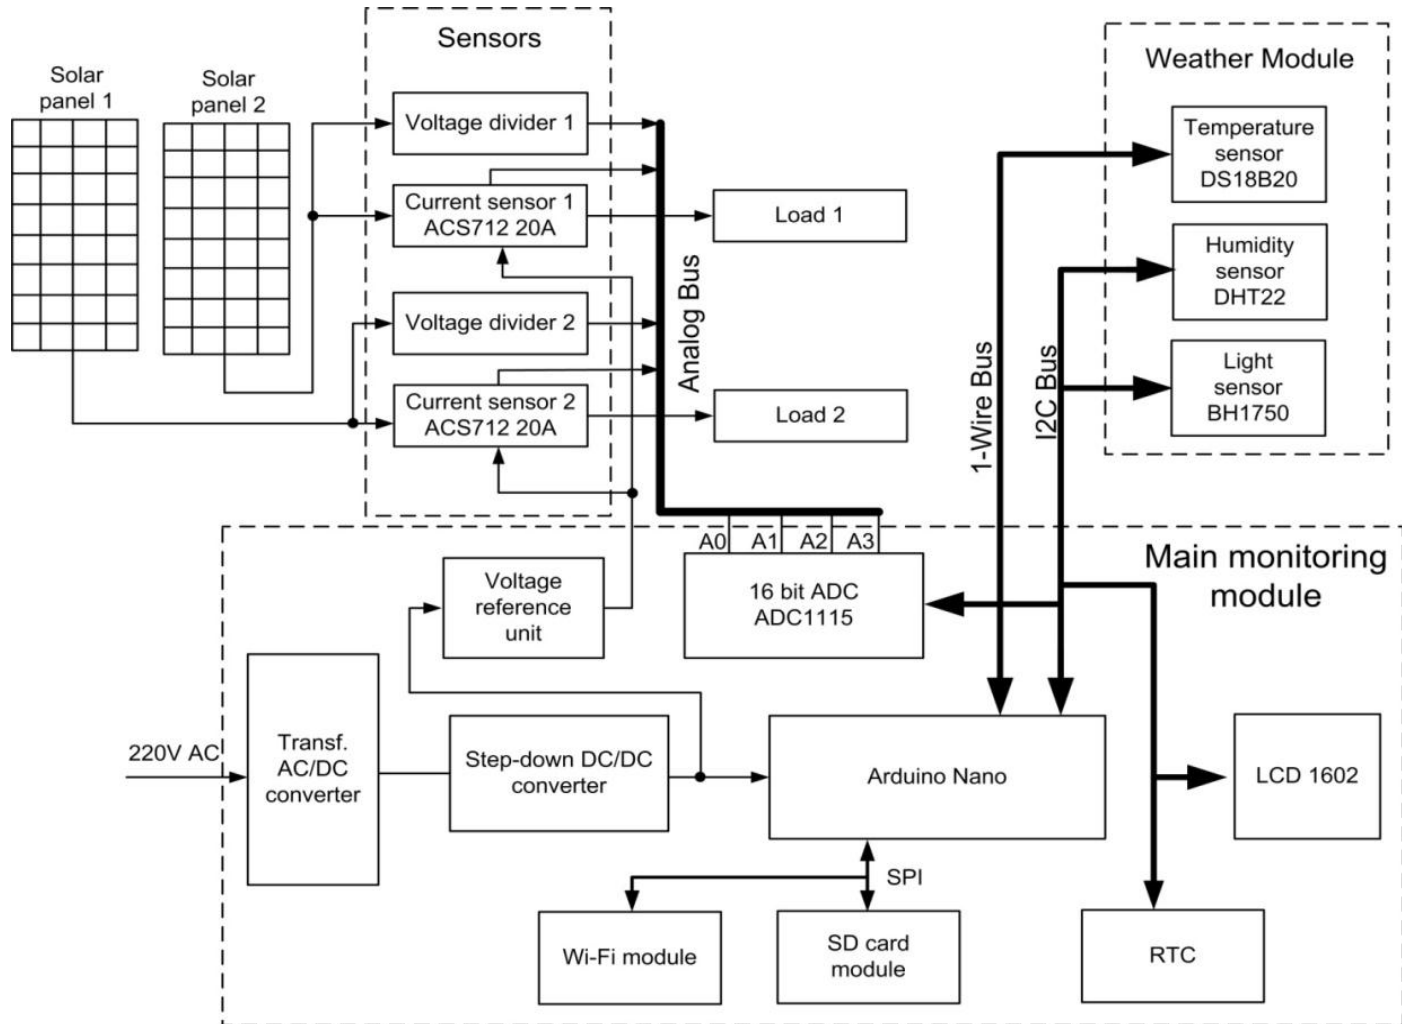 Sensors
Weather Module
Solar
panel 1
Solar
panel 2
Voltage divider 1
Temperature
sensor
DS18B20
Current sensor 1
ACS712 20A
Load 1
Humidity
sensor
DHT22
Voltage divider 2
Analog Bus
1-Wire Bus
I2C Bus
Light
sensor
BH1750
Current sensor 2
ACS712 20A
Load 2
A0 A1 A2 A3
Main monitoring
module
Voltage
reference
unit
16 bit ADC
ADC1115
220V AC
Transf.
AC/DC
converter
Step-down DC/DC
converter
Arduino Nano
LCD 1602
SPI
Wi-Fi module
SD card
module
RTC